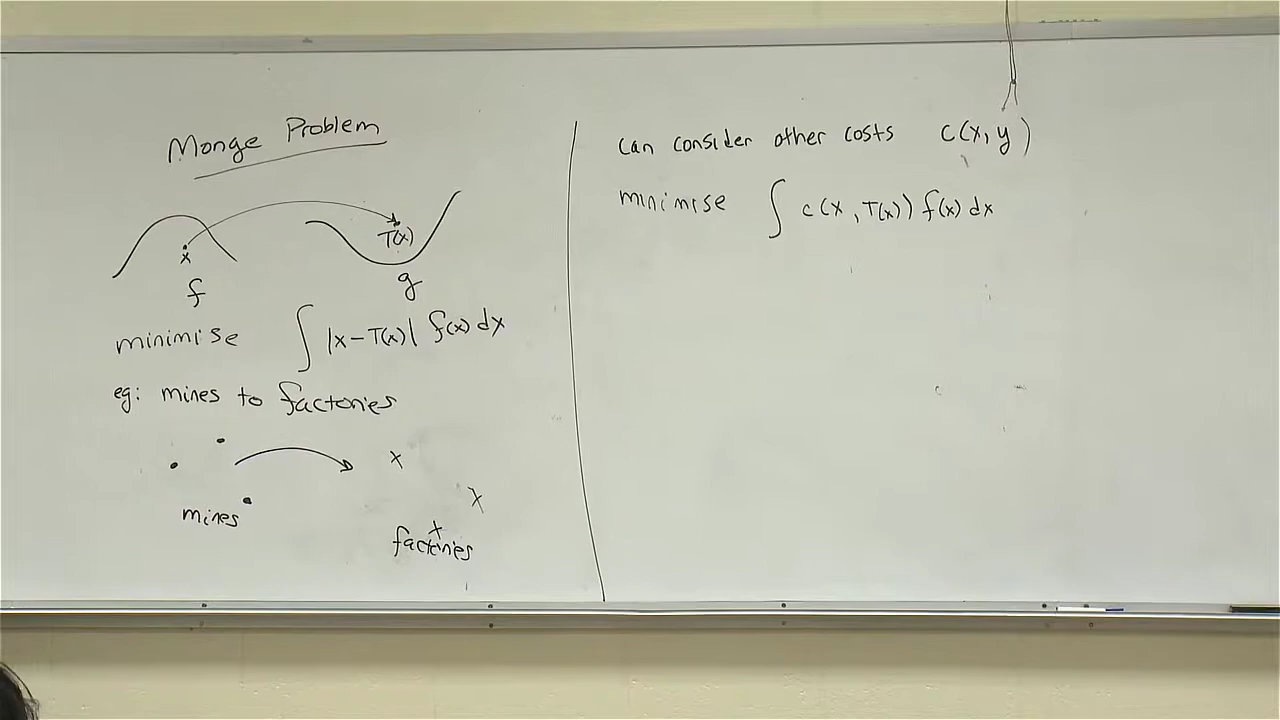 Monge Problem
x
T(x)
f
g
minimise ∫ |x - T(x)| f(x) dx
eg: mines to factories
x
x
mines
x
factories
can consider other costs c(x,y)
minimise ∫ c(x, T(x)) f(x) dx